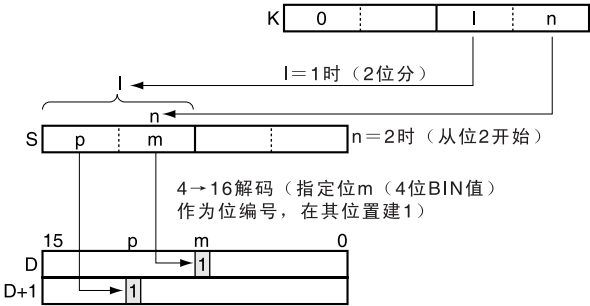 K 0 l n
l＝1时（2位分）
l
n
S p m n＝2时（从位2开始）
4→16解码（指定位m（4位BIN值）
作为位编号，在其位置建1）
15 p m 0
D 1
D+1 1